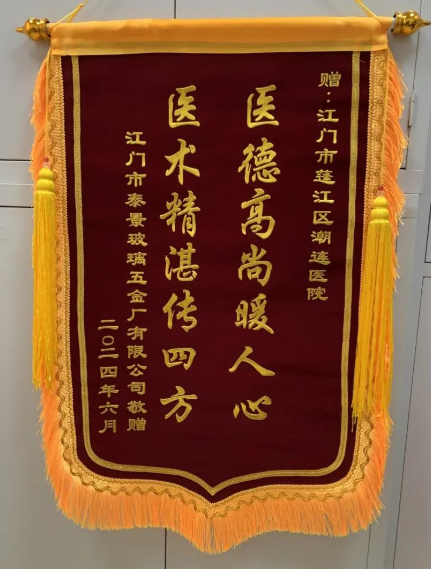 赠：江门市蓬江区潮连医院
医德高尚暖人心
医术精湛传四方
江门市泰景玻璃五金厂有限公司敬赠
二〇二四年六月